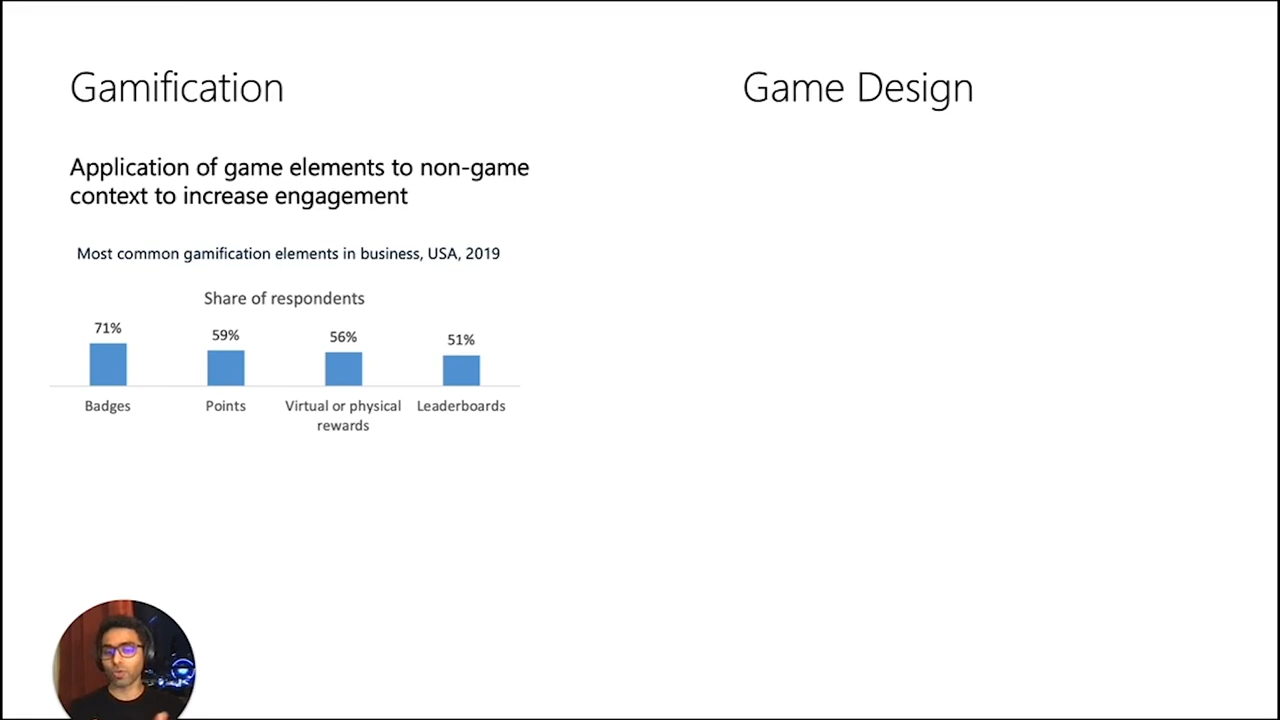 Gamification
Game Design
Application of game elements to non-game
context to increase engagement
Most common gamification elements in business, USA, 2019
Share of respondents
71%
59%
56%
51%
Badges
Points
Virtual or physical
rewards
Leaderboards